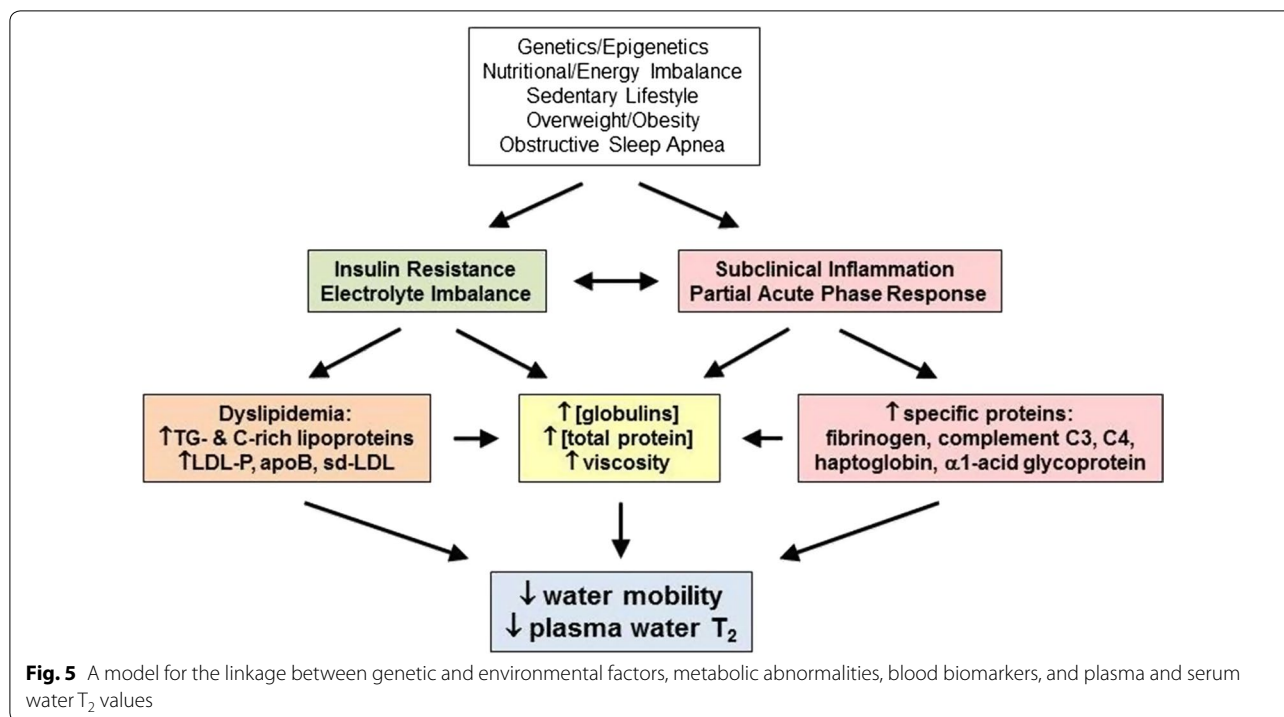 Genetics/Epigenetics
Nutritional/Energy Imbalance
Sedentary Lifestyle
Overweight/Obesity
Obstructive Sleep Apnea
Insulin Resistance
Electrolyte Imbalance
Subclinical Inflammation
Partial Acute Phase Response
Dyslipidemia:
↑TG- & C-rich lipoproteins
↑LDL-P, apoB, sd-LDL
↑[globulins]
↑[total protein]
↑ viscosity
↑ specific proteins:
fibrinogen, complement C3, C4,
haptoglobin, α1-acid glycoprotein
↓ water mobility
↓ plasma water T₂
Fig. 5 A model for the linkage between genetic and environmental factors, metabolic abnormalities, blood biomarkers, and plasma and serum
water T₂ values